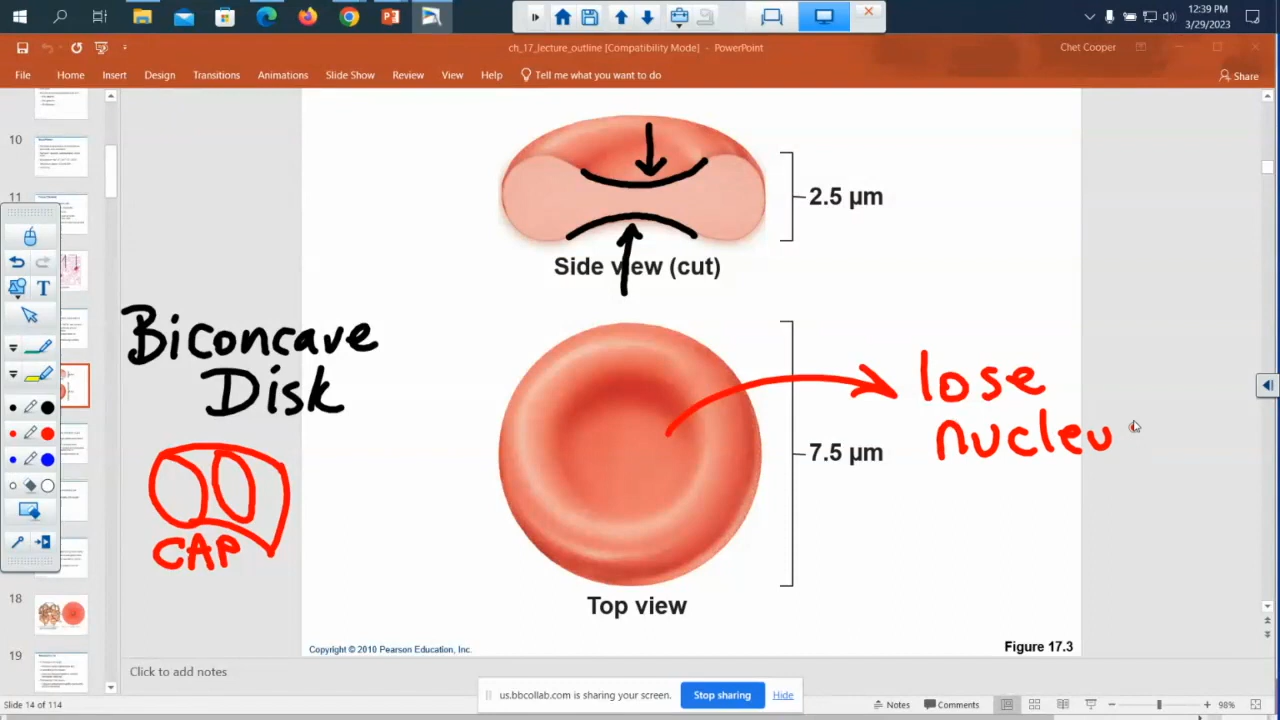 12:39 PM
3/29/2023
ch_17_lecture_outline [Compatibility Mode] - PowerPoint
Chet Cooper
File Home Insert Design Transitions Animations Slide Show Review View Help Tell me what you want to do
Share
10
11
18
19
2.5 µm
Side view (cut)
Biconcave
Disk
CAP
lose
nucleu
7.5 µm
Top view
Copyright © 2010 Pearson Education, Inc.
Figure 17.3
Click to add notes
us.bbcollab.com is sharing your screen. Stop sharing Hide
Slide 14 of 114
Notes Comments
98%